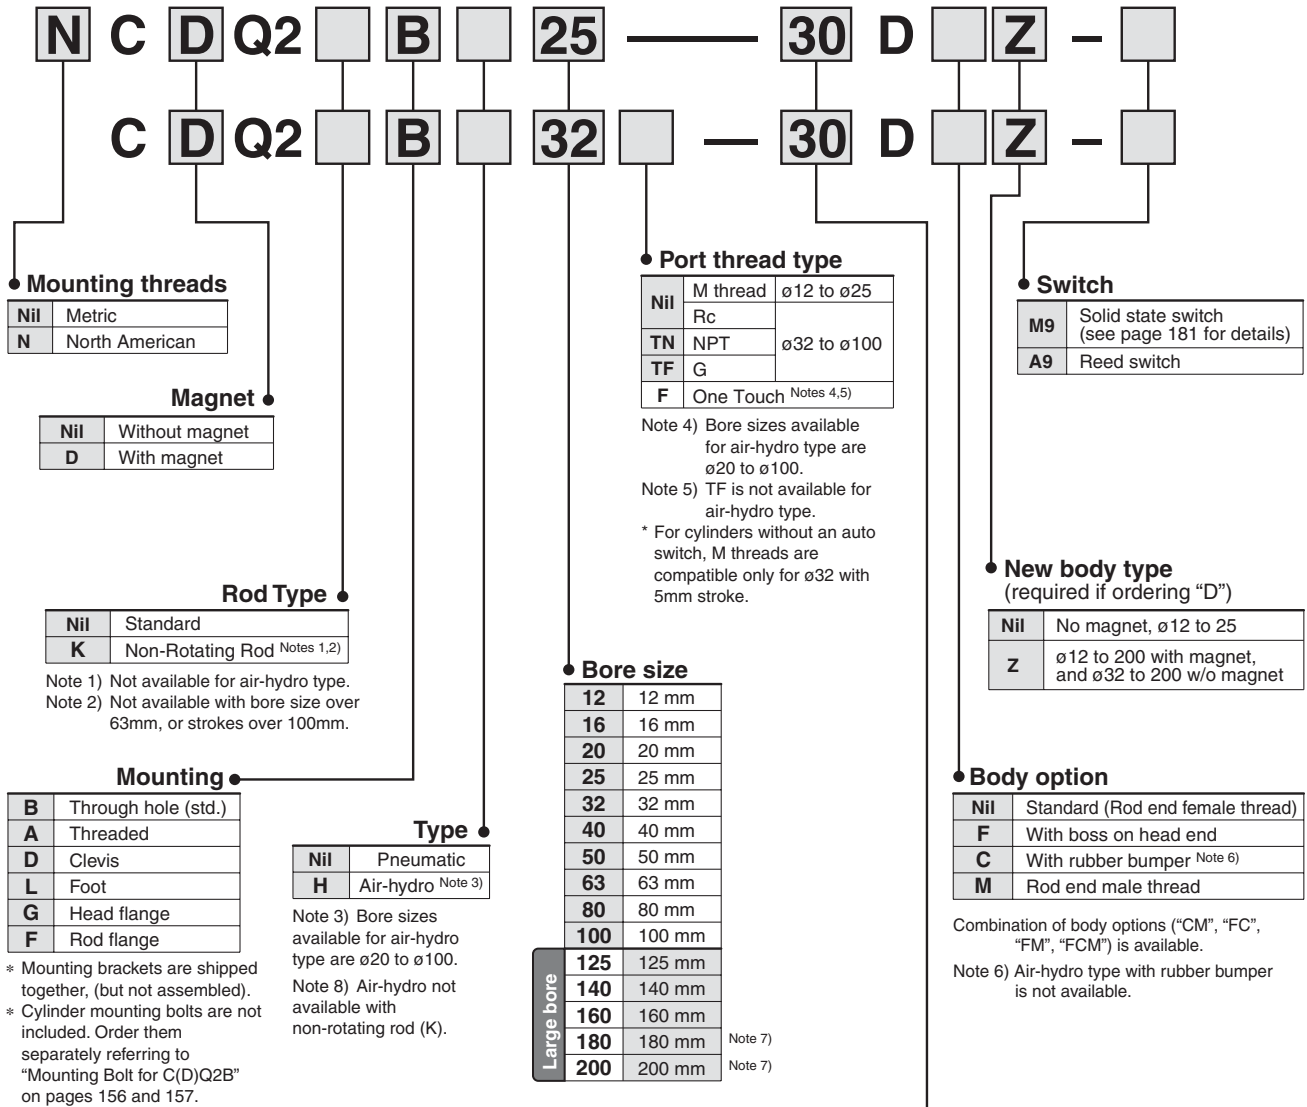 N C D Q2 B 25 — 30 D Z –
C D Q2 B 32 — 30 D Z –
Mounting threads
Nil Metric
N North American
Magnet
Nil Without magnet
D With magnet
Rod Type
Nil Standard
K Non-Rotating Rod Notes 1,2)
Note 1) Not available for air-hydro type.
Note 2) Not available with bore size over
63mm, or strokes over 100mm.
Mounting
B Through hole (std.)
A Threaded
D Clevis
L Foot
G Head flange
F Rod flange
* Mounting brackets are shipped
together, (but not assembled).
* Cylinder mounting bolts are not
included. Order them
separately referring to
“Mounting Bolt for C(D)Q2B”
on pages 156 and 157.
Type
Nil Pneumatic
H Air-hydro Note 3)
Note 3) Bore sizes
available for air-hydro
type are ø20 to ø100.
Note 8) Air-hydro not
available with
non-rotating rod (K).
Port thread type
Nil M thread ø12 to ø25
Rc
TN NPT ø32 to ø100
TF G
F One Touch Notes 4,5)
Note 4) Bore sizes available
for air-hydro type are
ø20 to ø100.
Note 5) TF is not available for
air-hydro type.
* For cylinders without an auto
switch, M threads are
compatible only for ø32 with
5mm stroke.
Bore size
12 12 mm
16 16 mm
20 20 mm
25 25 mm
32 32 mm
40 40 mm
50 50 mm
63 63 mm
80 80 mm
100 100 mm
Large bore
125 125 mm
140 140 mm
160 160 mm
180 180 mm Note 7)
200 200 mm Note 7)
Switch
M9 Solid state switch
(see page 181 for details)
A9 Reed switch
New body type
(required if ordering “D”)
Nil No magnet, ø12 to 25
Z ø12 to 200 with magnet,
and ø32 to 200 w/o magnet
Body option
Nil Standard (Rod end female thread)
F With boss on head end
C With rubber bumper Note 6)
M Rod end male thread
Combination of body options (“CM”, “FC”,
“FM”, “FCM”) is available.
Note 6) Air-hydro type with rubber bumper
is not available.